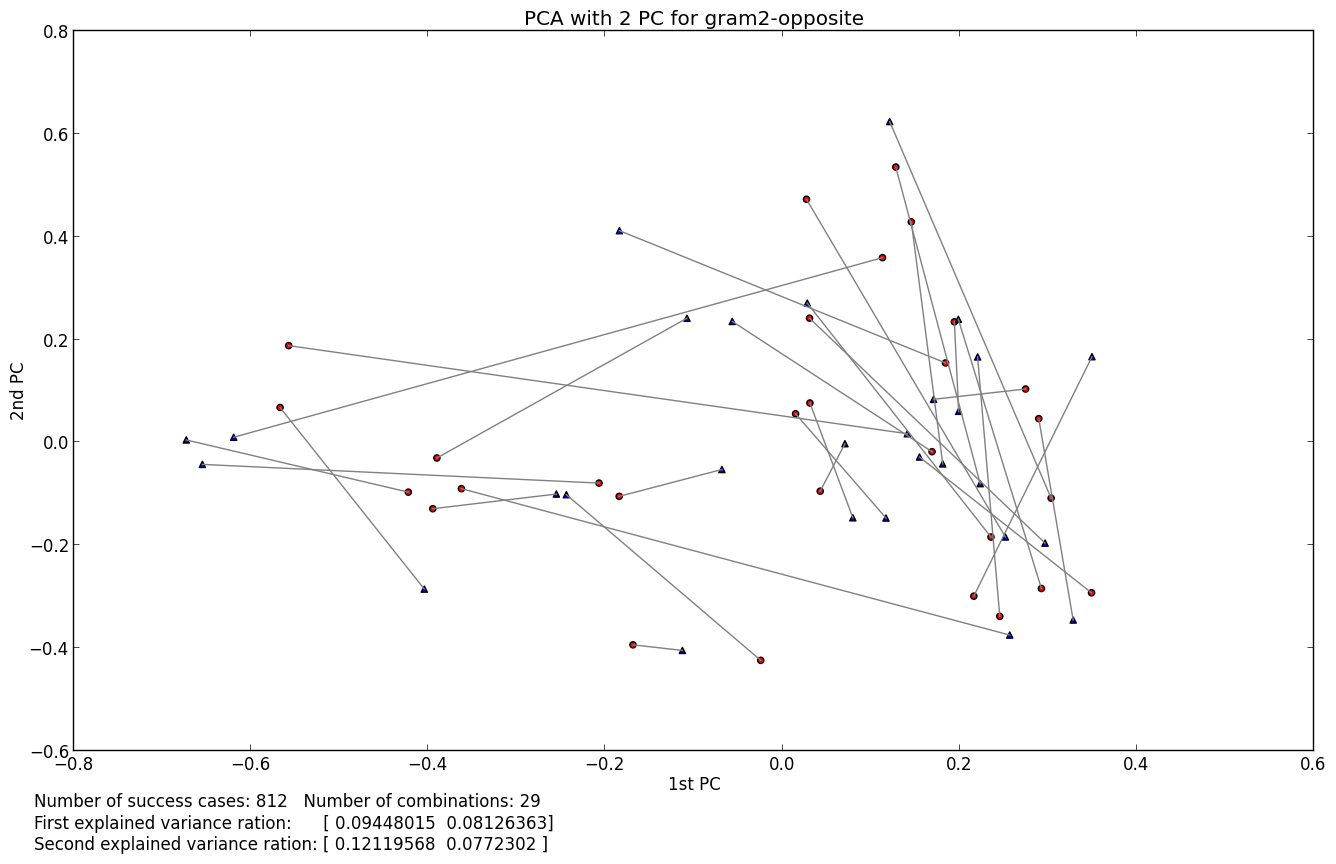 PCA with 2 PC for gram2-opposite
0.8
0.6
0.4
0.2
0.0
−0.2
−0.4
−0.6
2nd PC
−0.8 −0.6 −0.4 −0.2 0.0 0.2 0.4 0.6
1st PC
Number of success cases: 812 Number of combinations: 29
First explained variance ration: [ 0.09448015 0.08126363]
Second explained variance ration: [ 0.12119568 0.0772302 ]